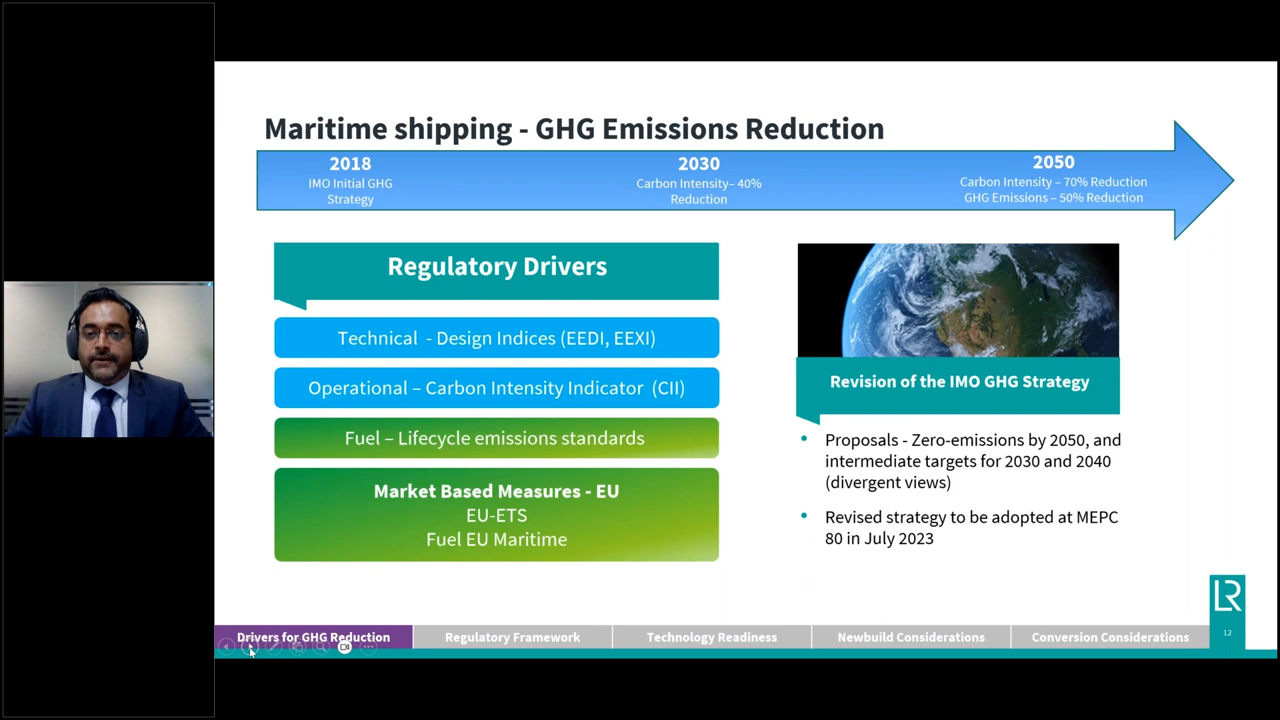 Maritime shipping - GHG Emissions Reduction
2018
IMO Initial GHG
Strategy
2030
Carbon Intensity– 40%
Reduction
2050
Carbon Intensity – 70% Reduction
GHG Emissions – 50% Reduction
Regulatory Drivers
Technical - Design Indices (EEDI, EEXI)
Operational – Carbon Intensity Indicator (CII)
Fuel – Lifecycle emissions standards
Market Based Measures - EU
EU-ETS
Fuel EU Maritime
Revision of the IMO GHG Strategy
• Proposals - Zero-emissions by 2050, and
intermediate targets for 2030 and 2040
(divergent views)
• Revised strategy to be adopted at MEPC
80 in July 2023
LR
12
Drivers for GHG Reduction
Regulatory Framework
Technology Readiness
Newbuild Considerations
Conversion Considerations